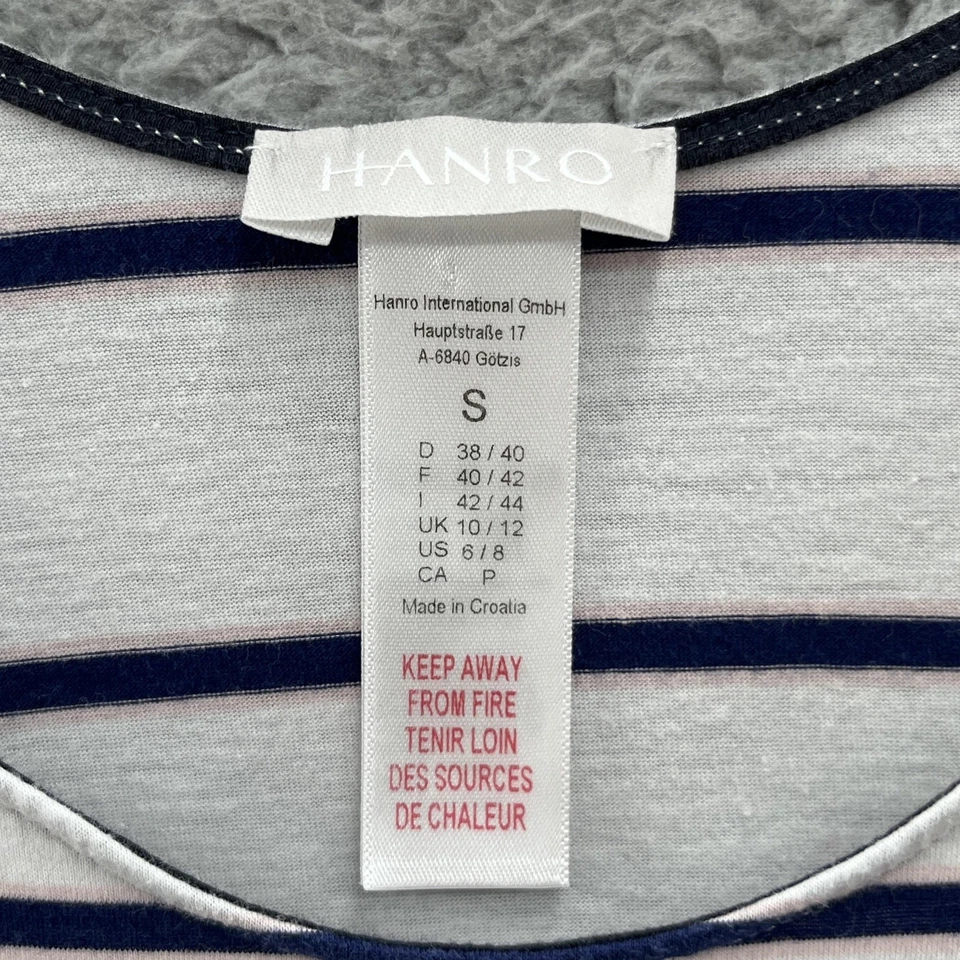 HANRO
Hanro International GmbH
Hauptstraße 17
A-6840 Götzis
S
D 38 / 40
F 40 / 42
I 42 / 44
UK 10 / 12
US 6 / 8
CA P
Made in Croatia
KEEP AWAY
FROM FIRE
TENIR LOIN
DES SOURCES
DE CHALEUR